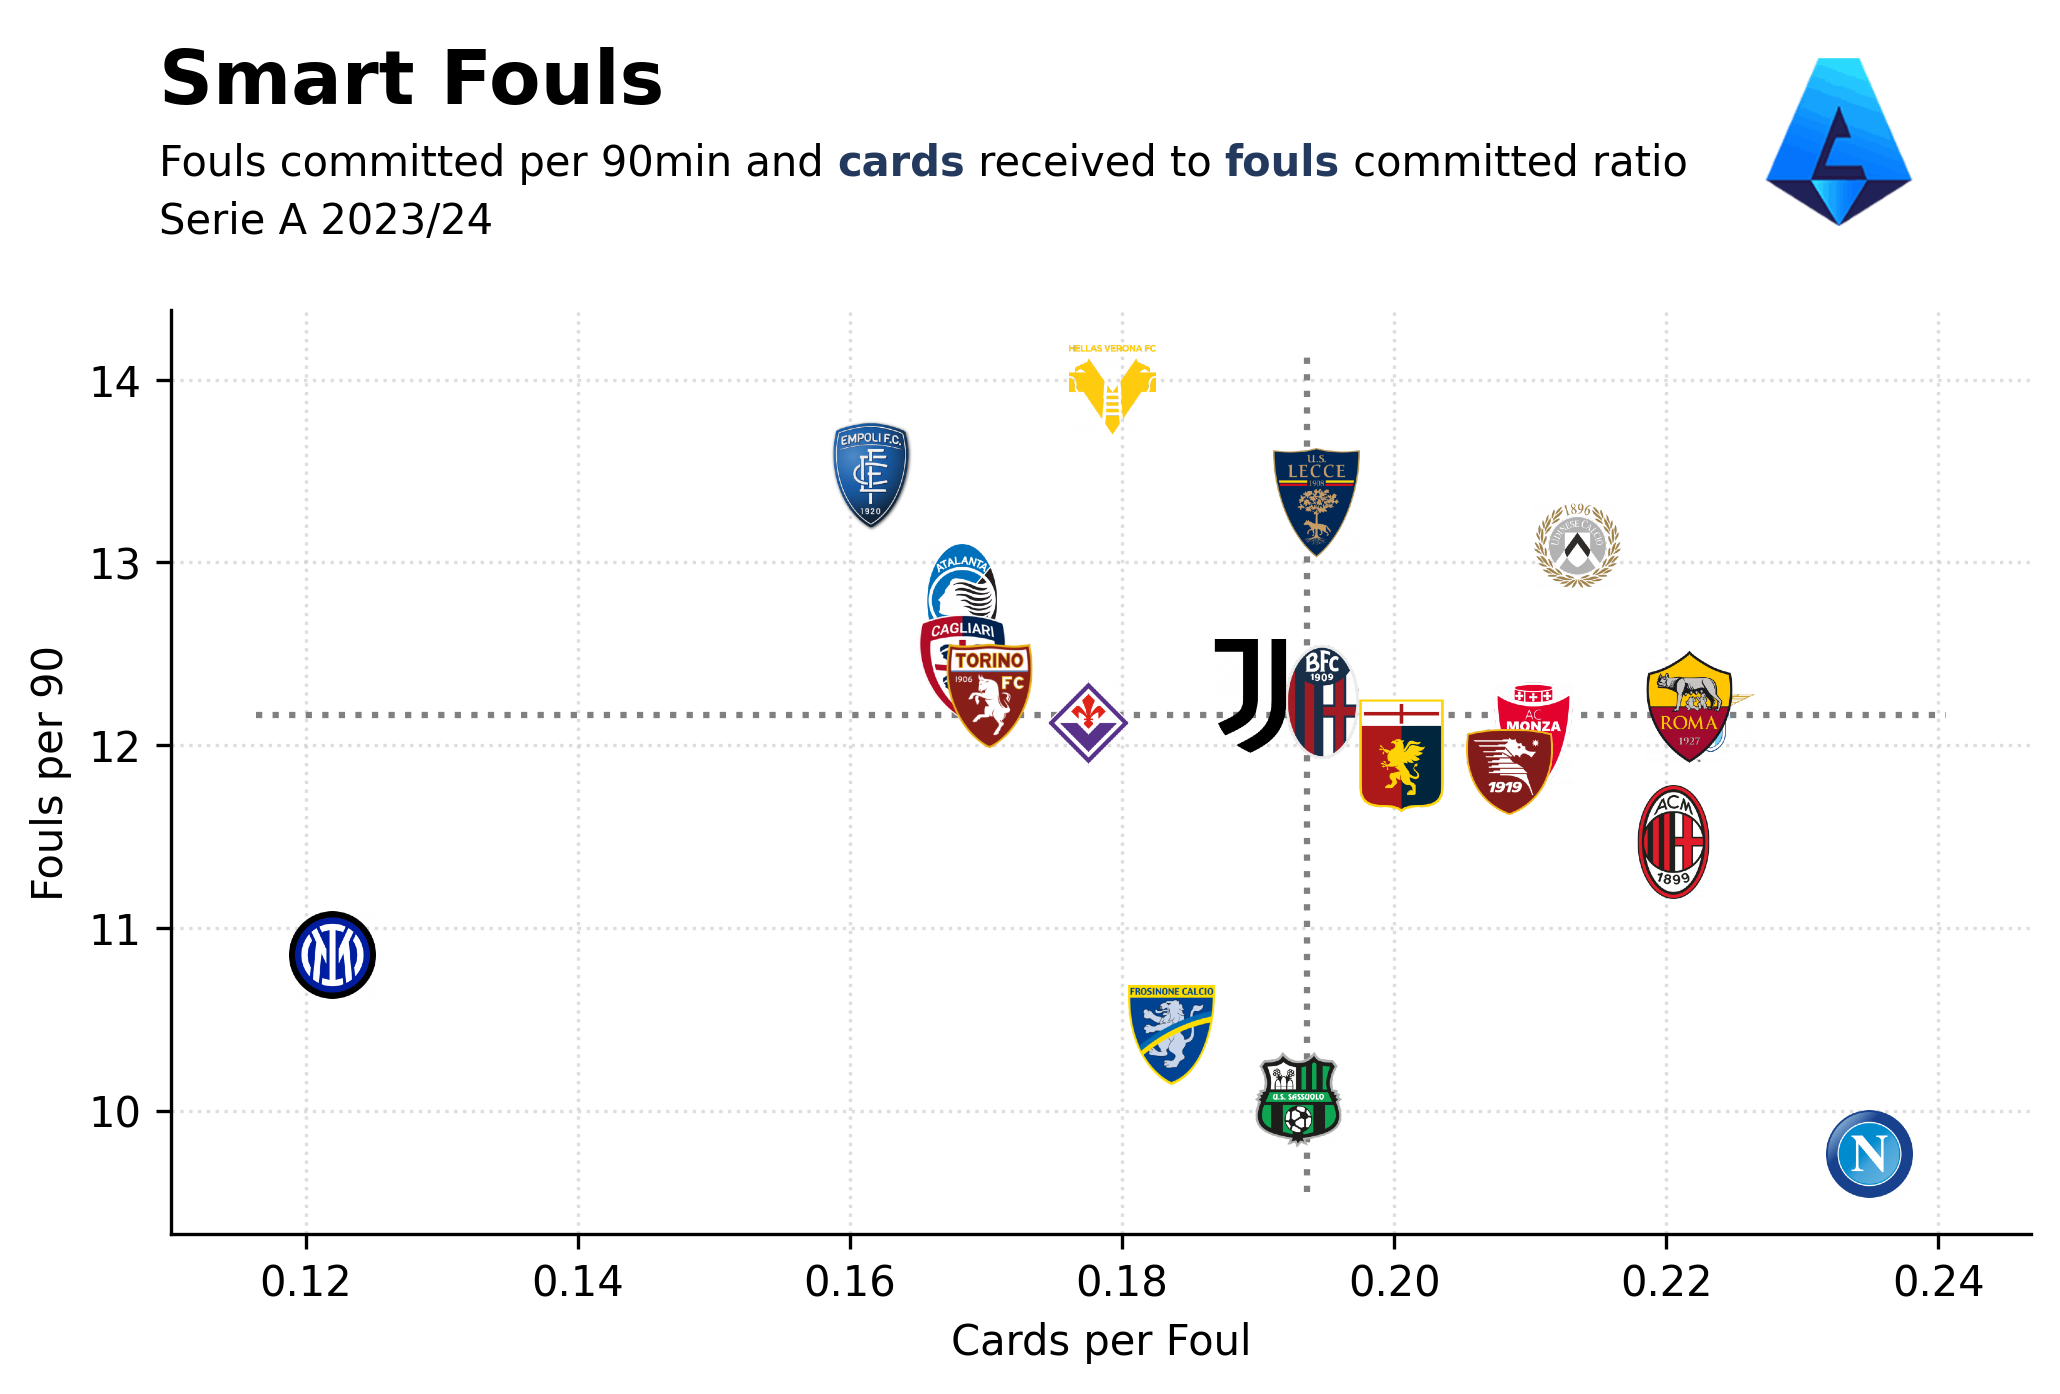 Smart Fouls
Fouls committed per 90min and cards received to fouls committed ratio
Serie A 2023/24
Fouls per 90
14
13
12
11
10
HELLAS VERONA FC
EMPOLI F.C.
1920
U.S.
LECCE
1908
1896
UDINESE CALCIO
ATALANTA
CAGLIARI
TORINO
1906 FC
BFC
1909
AC
MONZA
1919
ROMA
1927
ACM
1899
FROSINONE CALCIO
U.S. SASSUOLO
N
0.12
0.14
0.16
0.18
0.20
0.22
0.24
Cards per Foul